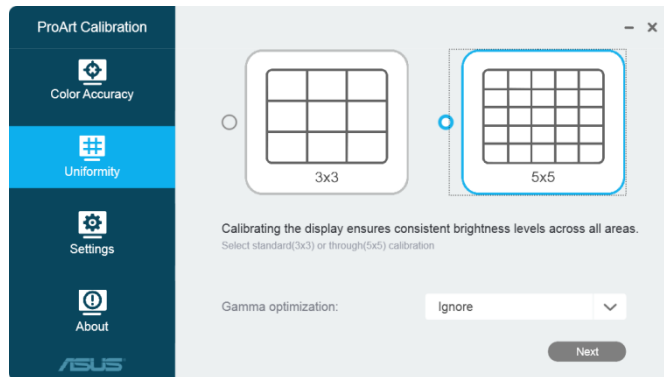 ProArt Calibration
Color Accuracy
Uniformity
Settings
About
ASUS
3x3
5x5
Calibrating the display ensures consistent brightness levels across all areas.
Select standard(3x3) or through(5x5) calibration
Gamma optimization:
Ignore
Next